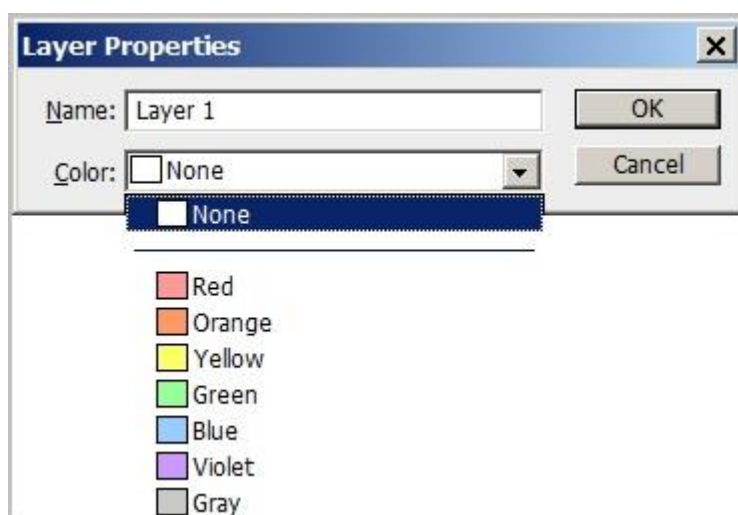 Layer Properties
Name: Layer 1 OK
Color: None Cancel
None
Red
Orange
Yellow
Green
Blue
Violet
Gray